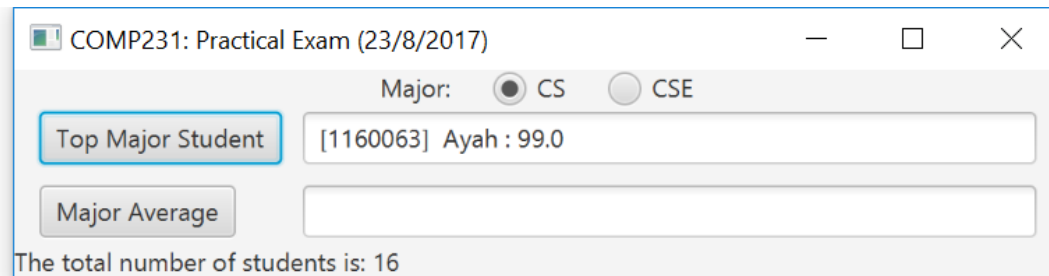 COMP231: Practical Exam (23/8/2017)
Major: CS CSE
Top Major Student [1160063] Ayah : 99.0
Major Average
The total number of students is: 16